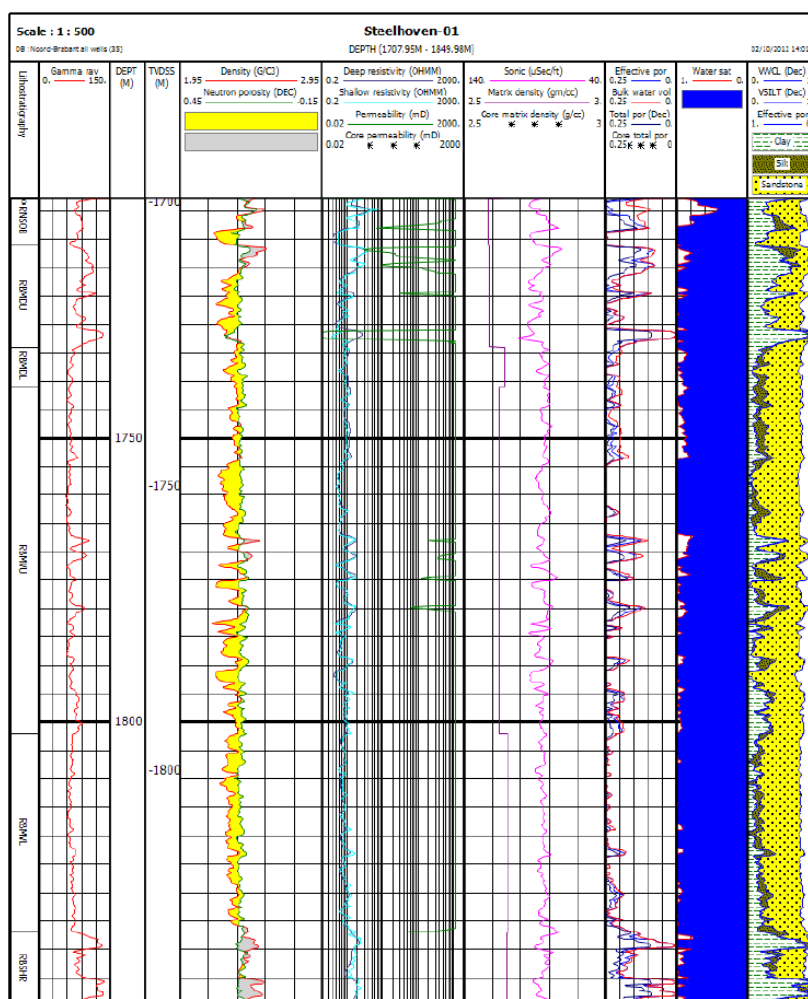 Scale : 1 : 500
Steelhoven-01
DB : Noord-Brabant all wells (35)
DEPTH (1707.95M - 1849.98M)
Lithostratigraphy
Gamma ray
0. 150.
DEPT
(M)
TVDSS
(M)
Density (G/C3)
1.95 2.95
Neutron porosity (DEC)
0.45 -0.15
Deep resistivity (OHMM)
0.2 2000.
Shallow resistivity (OHMM)
0.2 2000.
Permeability (mD)
0.02 2000.
Core permeability (mD)
0.02 2000
Sonic (uSec/ft)
140. 40.
Matrix density (gm/cc)
2.5 3.
Core matrix density (g/cc)
2.5 3
Effective por
0.25 0.
Bulk water vol
0.25 0.
Total por (Dec)
0.25 0.
Core total por
0.25 0
Water sat
1. 0.
VWCL (Dec)
0.
VSILT (Dec)
0.
Effective por
1. 0.
Clay
Silt
Sandstone
-1700
RBMDU
RBMDL
1750
-1750
RBMVU
1800
-1800
RBMVL
RBSHR